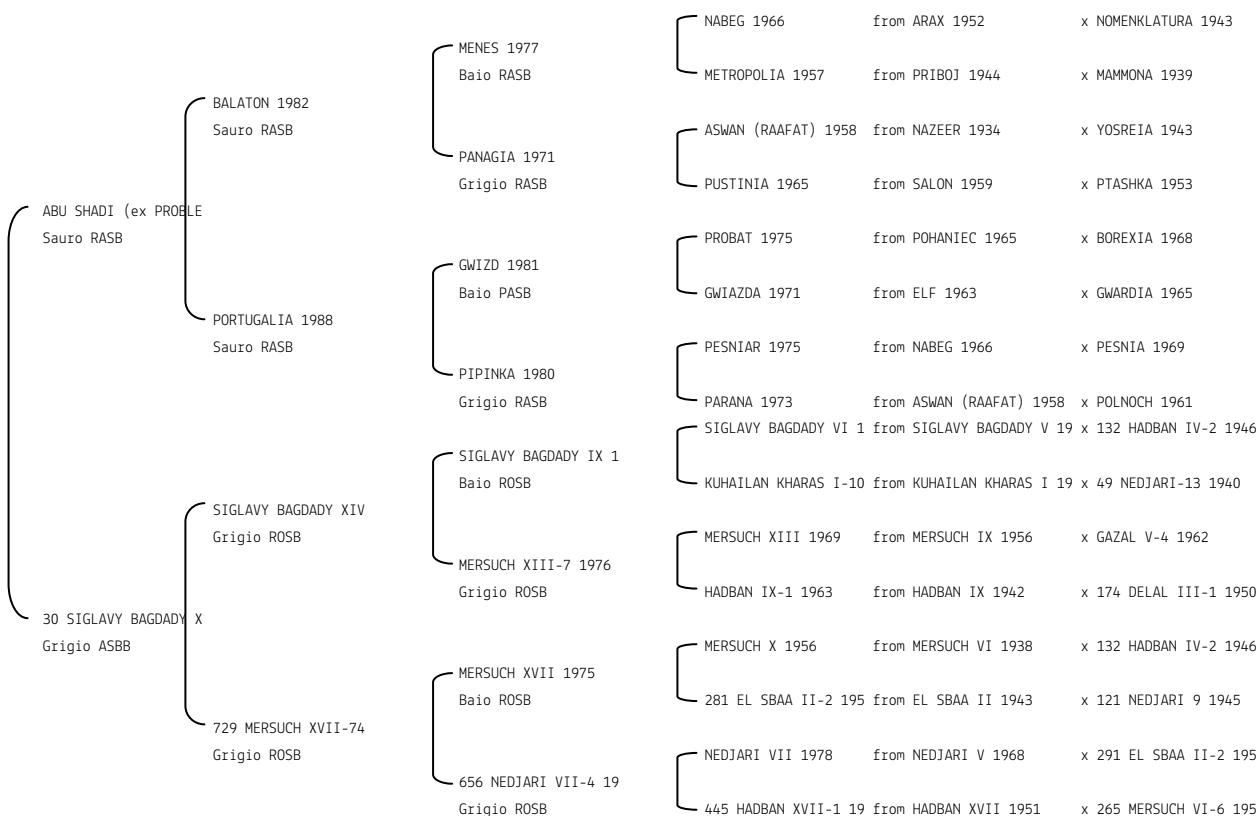 NABEG 1966 from ARAX 1952 x NOMENKLATURA 1943
MENES 1977
Baio RASB METROPOLIA 1957 from PRIBOJ 1944 x MAMMONA 1939
BALATON 1982
Sauro RASB ASWAN (RAAFAT) 1958 from NAZEER 1934 x YOSREIA 1943
PANAGIA 1971
Grigio RASB PUSTINIA 1965 from SALON 1959 x PTASHKA 1953
ABU SHADI (ex PROBLE
Sauro RASB PROBAT 1975 from POHANIEC 1965 x BOREXIA 1968
GWIZD 1981
Baio PASB GWIAZDA 1971 from ELF 1963 x GWARDIA 1965
PORTUGALIA 1988
Sauro RASB PESNIAR 1975 from NABEG 1966 x PESNIA 1969
PIPINKA 1980
Grigio RASB PARANA 1973 from ASWAN (RAAFAT) 1958 x POLNOCH 1961
SIGLAVY BAGDADY VI 1 from SIGLAVY BAGDADY V 19 x 132 HADBAN IV-2 1946
SIGLAVY BAGDADY IX 1
Baio ROSB KUHAILAN KHARAS I-10 from KUHAILAN KHARAS I 19 x 49 NEDJARI-13 1940
SIGLAVY BAGDADY XIV
Grigio ROSB MERSUCH XIII 1969 from MERSUCH IX 1956 x GAZAL V-4 1962
MERSUCH XIII-7 1976
Grigio ROSB HADBAN IX-1 1963 from HADBAN IX 1942 x 174 DELAL III-1 1950
30 SIGLAVY BAGDADY X
Grigio ASBB MERSUCH X 1956 from MERSUCH VI 1938 x 132 HADBAN IV-2 1946
MERSUCH XVII 1975
Baio ROSB 281 EL SBAA II-2 195 from EL SBAA II 1943 x 121 NEDJARI 9 1945
729 MERSUCH XVII-74
Grigio ROSB NEDJARI VII 1978 from NEDJARI V 1968 x 291 EL SBAA II-2 195
656 NEDJARI VII-4 19
Grigio ROSB 445 HADBAN XVII-1 19 from HADBAN XVII 1951 x 265 MERSUCH VI-6 195